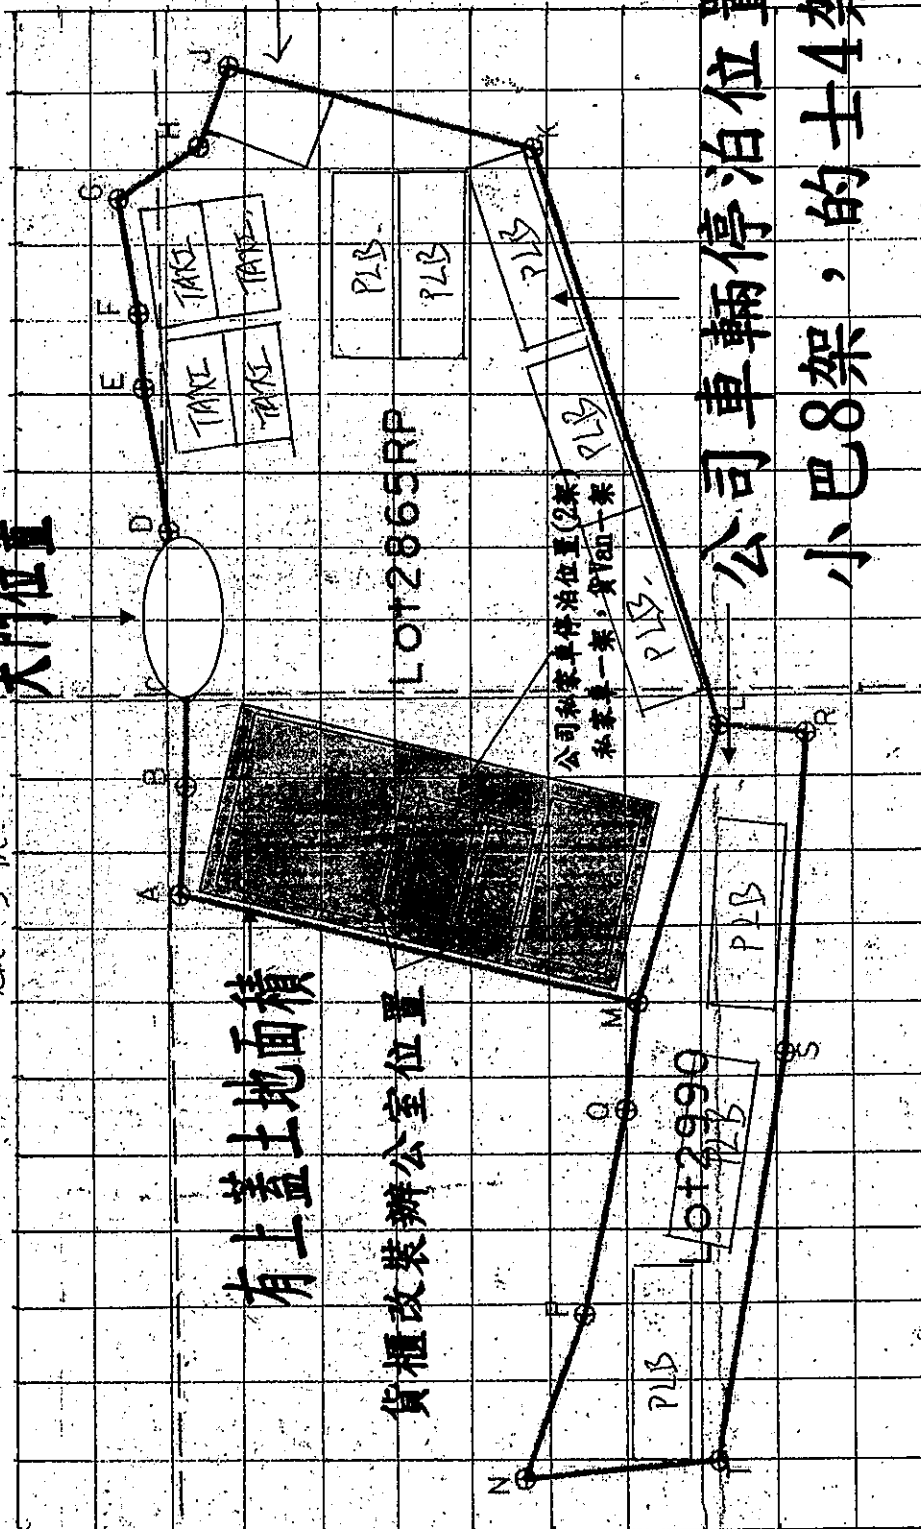 大門位置
A
B
C
D
E
F
G
H
J
K
L
M
N
P
Q
R
S
T
TAXI
TAXI
TAXI
TAXI
PLB
PLB
PLB
PLB
PLB
Lot2865RP
公司私家車停泊位置(2架)
私家車一架，貨Van一架
有上蓋土地面積
貨櫃改裝辦公室位置
PLB
PLB
PLB
Lot2990
公司車輛停泊位置
小巴8架，的士4架